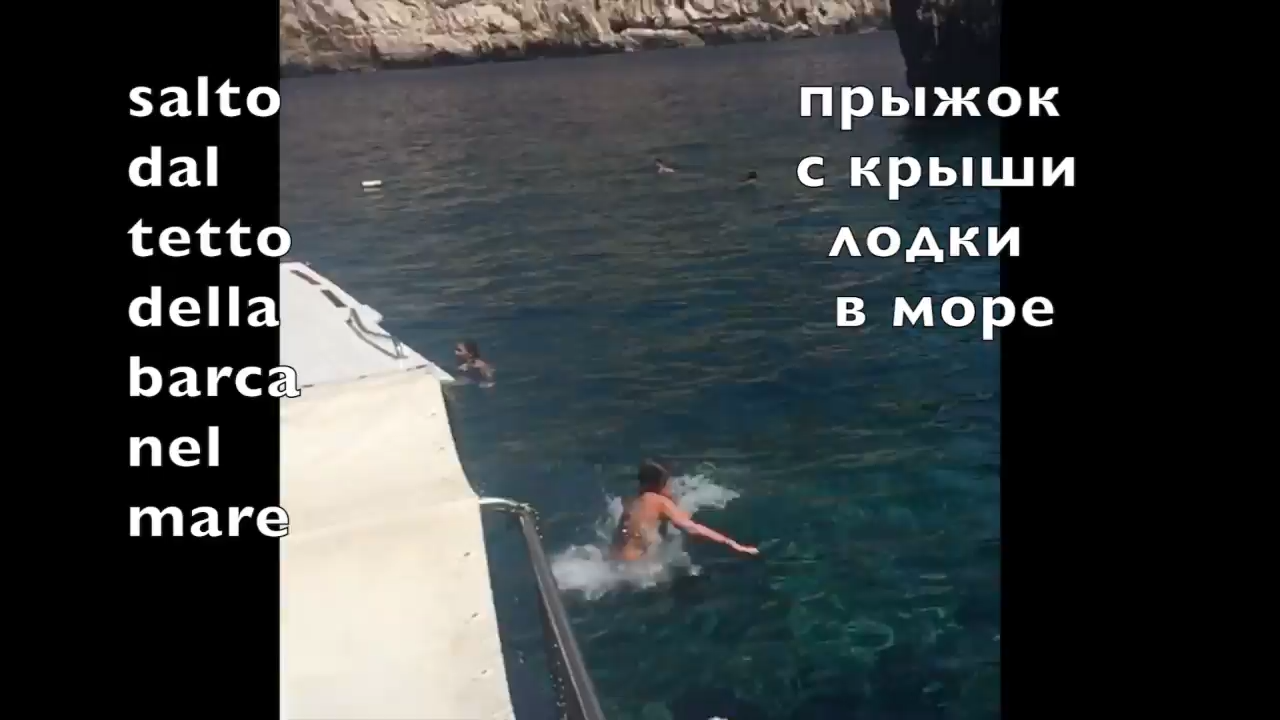 salto
dal
tetto
della
barca
nel
mare
прыжок
с крыши
лодки
в море